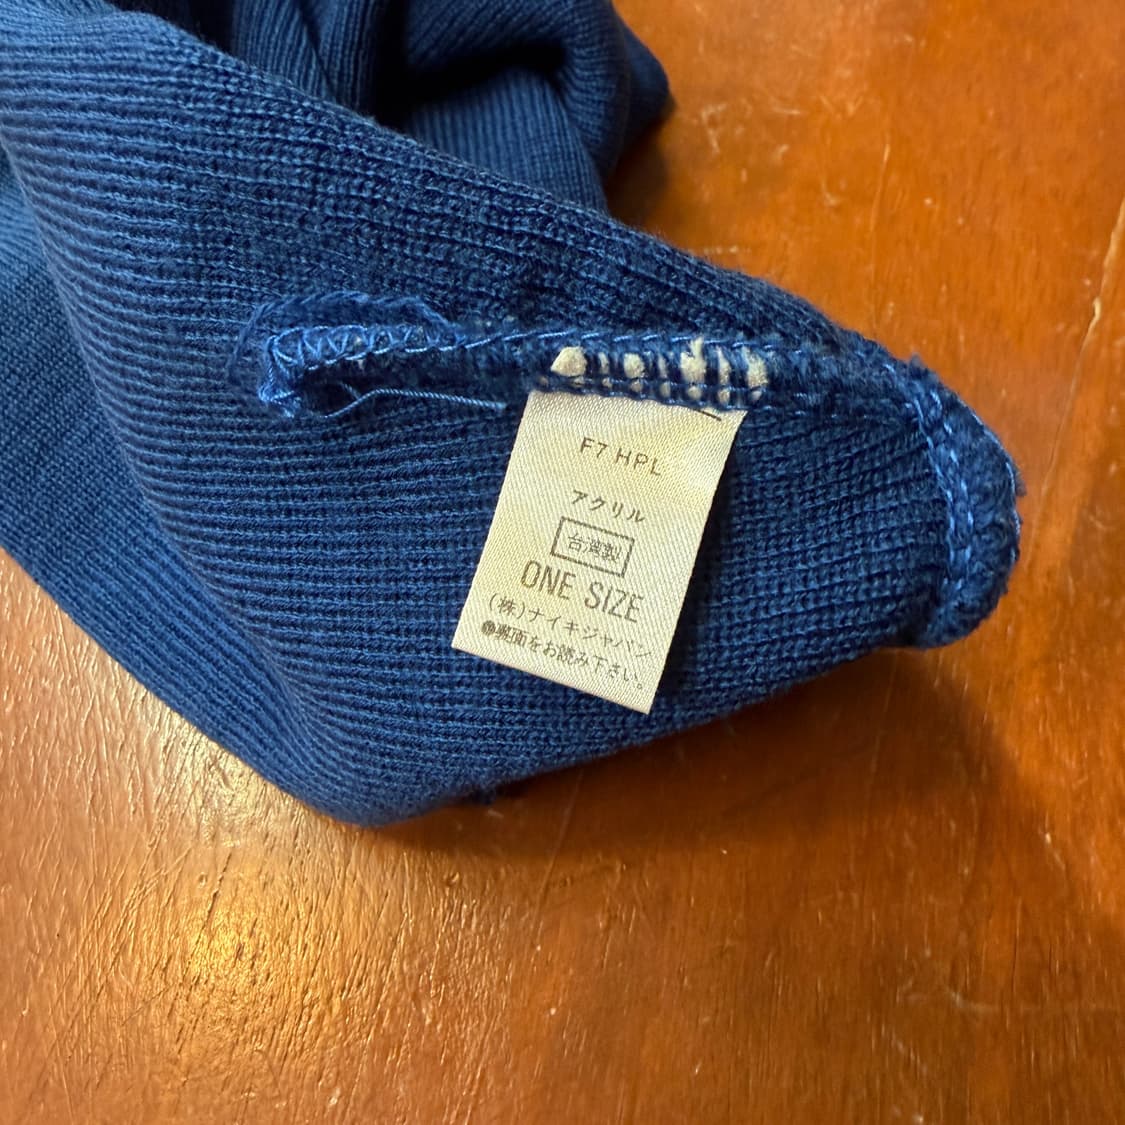 F7 HPL
アクリル
台湾製
ONE SIZE
(株)ナイキジャパン
●裏面をお読み下さい。